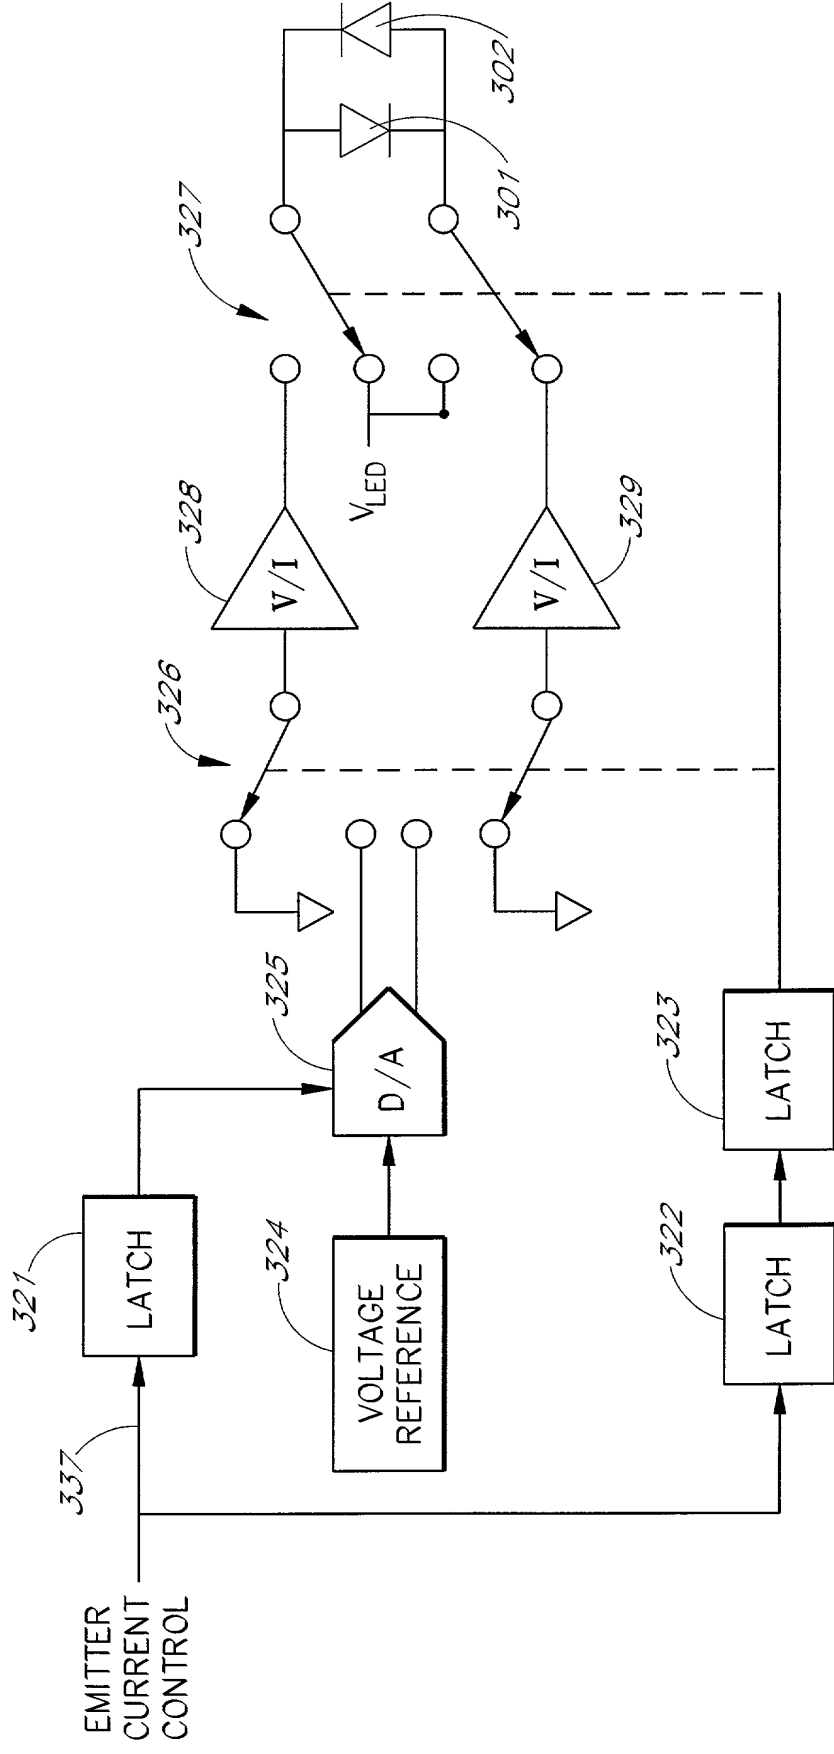 EMITTER
CURRENT
CONTROL
337
321
LATCH
324
VOLTAGE
REFERENCE
325
D/A
322
LATCH
323
LATCH
326
328
V/I
329
V/I
VLED
327
301
302